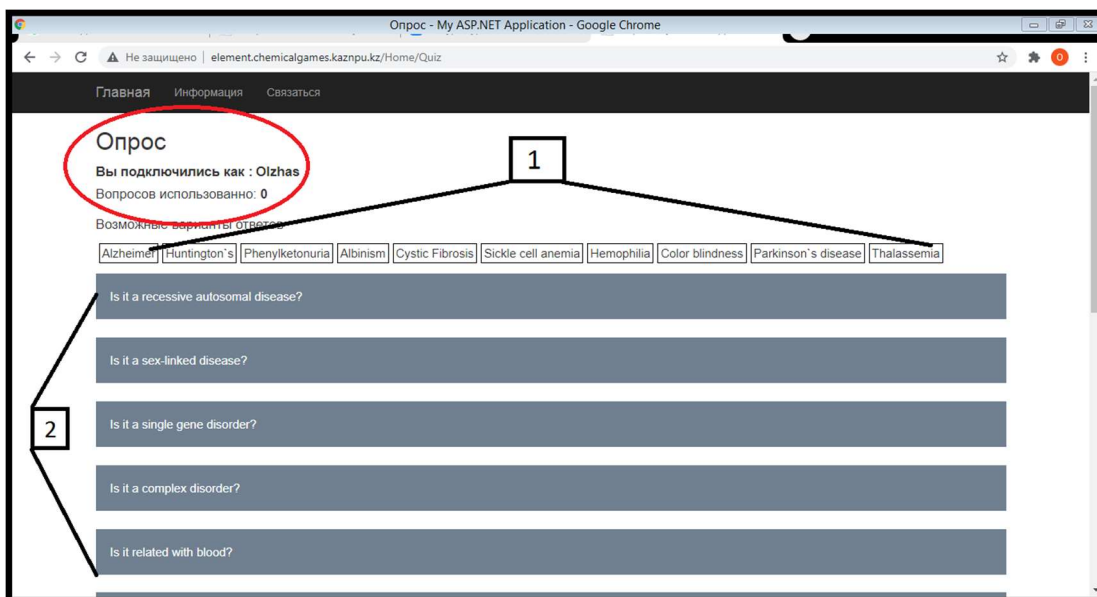 Опрос - My ASP.NET Application - Google Chrome
Не защищено | element.chemicalgames.kaznpu.kz/Home/Quiz
О
Главная Информация Связаться
Опрос
Вы подключились как : Olzhas
Вопросов использованно: 0
1
Возможные варианты ответов
Alzheimer Huntington`s Phenylketonuria Albinism Cystic Fibrosis Sickle cell anemia Hemophilia Color blindness Parkinson`s disease Thalassemia
Is it a recessive autosomal disease?
Is it a sex-linked disease?
2
Is it a single gene disorder?
Is it a complex disorder?
Is it related with blood?